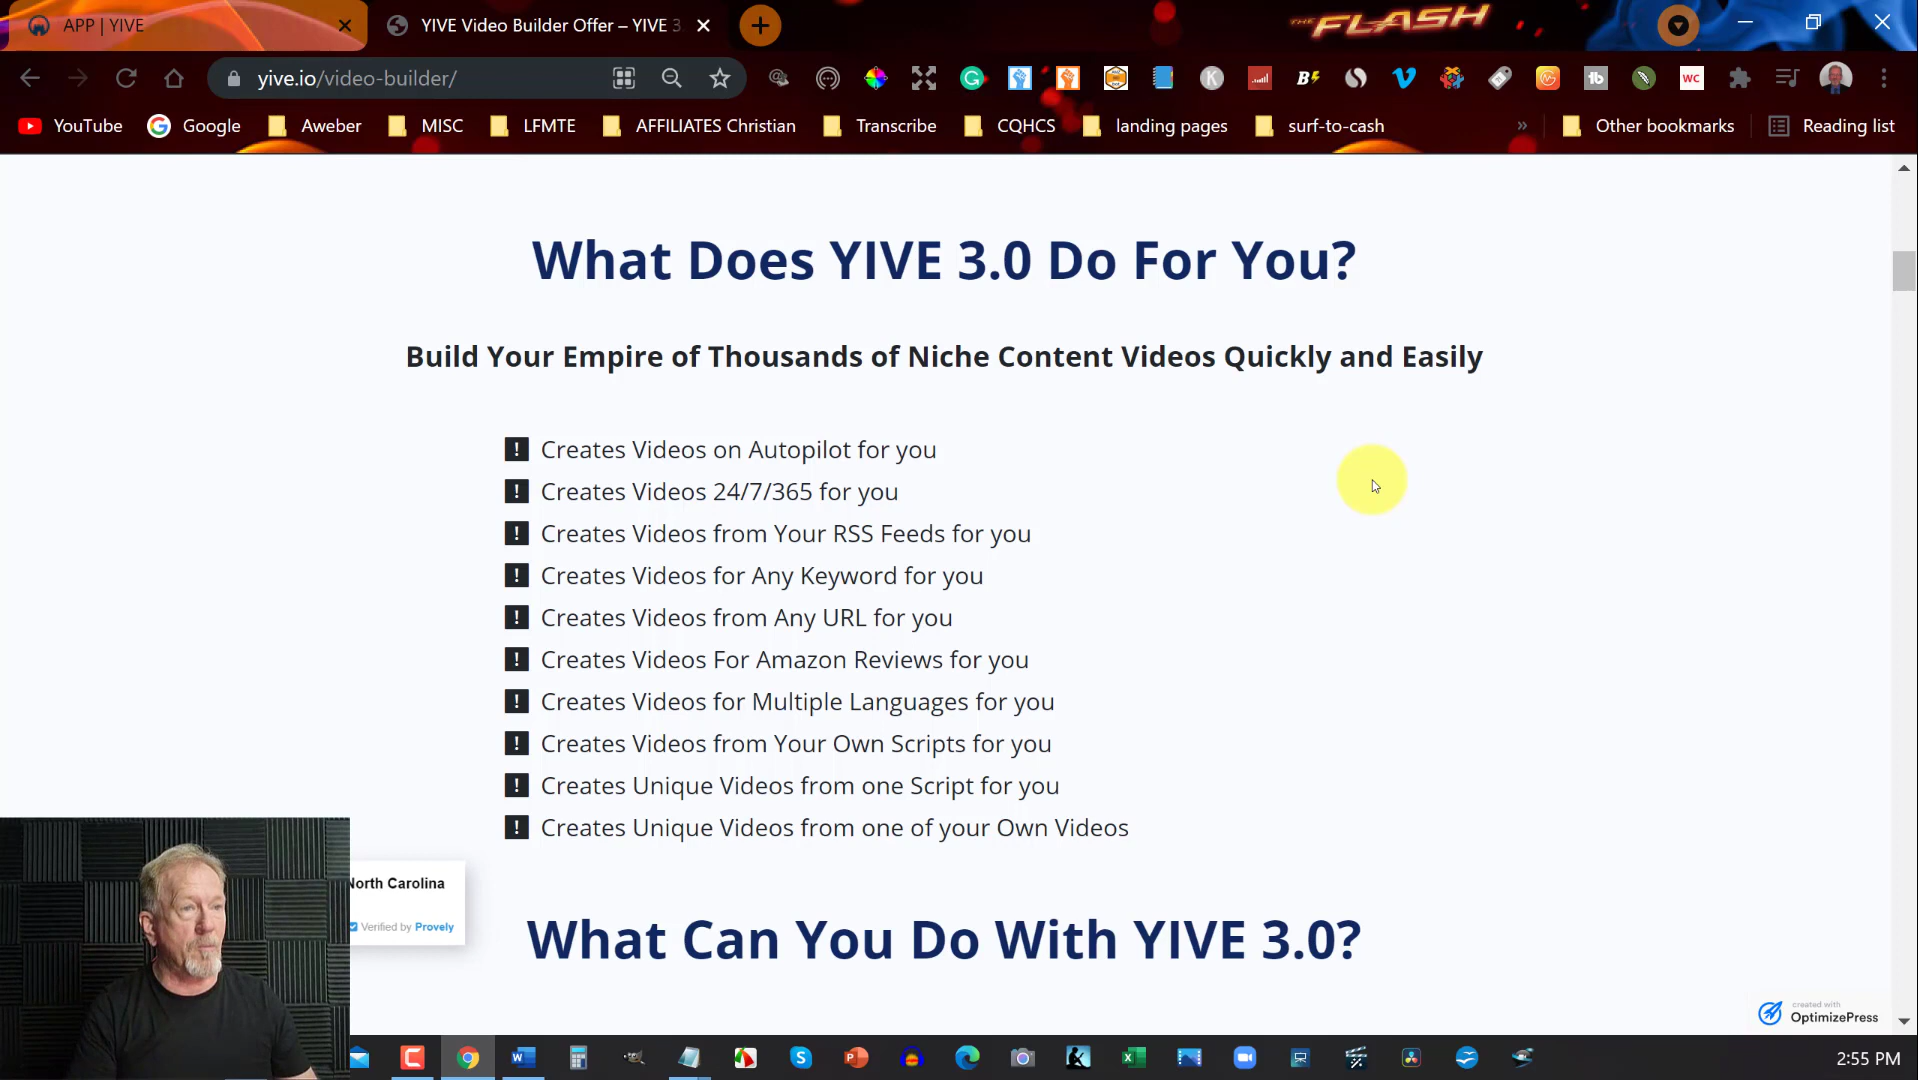 APP | YIVE
YIVE Video Builder Offer – YIVE 3
THE FLASH
yive.io/video-builder/
YouTube
Google
Aweber
MISC
LFMTE
AFFILIATES Christian
Transcribe
CQHCS
landing pages
surf-to-cash
»
Other bookmarks
Reading list
What Does YIVE 3.0 Do For You?
Build Your Empire of Thousands of Niche Content Videos Quickly and Easily
! Creates Videos on Autopilot for you
! Creates Videos 24/7/365 for you
! Creates Videos from Your RSS Feeds for you
! Creates Videos for Any Keyword for you
! Creates Videos from Any URL for you
! Creates Videos For Amazon Reviews for you
! Creates Videos for Multiple Languages for you
! Creates Videos from Your Own Scripts for you
! Creates Unique Videos from one Script for you
! Creates Unique Videos from one of your Own Videos
North Carolina
Verified by Provely
What Can You Do With YIVE 3.0?
created with
OptimizePress
2:55 PM